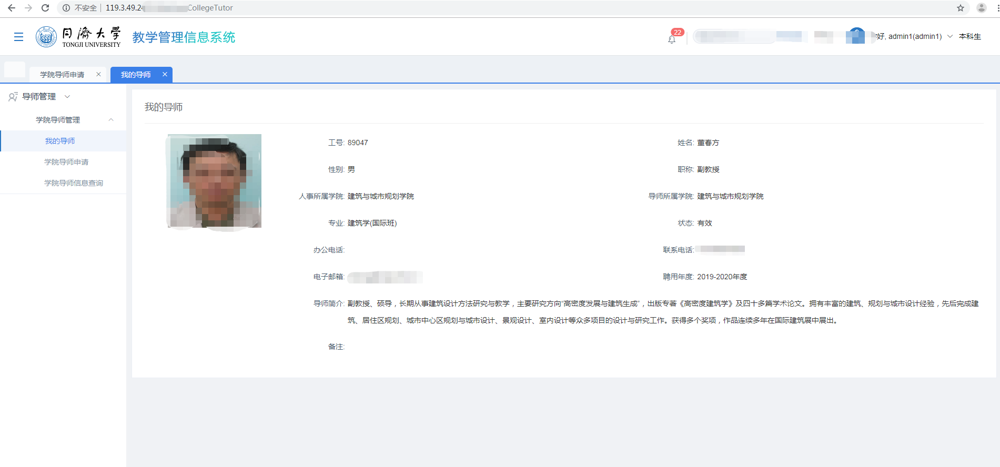 不安全 119.3.49.2 CollegeTutor
同濟大学 TONGJI UNIVERSITY
教学管理信息系统
22
好, admin1(admin1) 本科生
学院导师申请
我的导师
导师管理
学院导师管理
我的导师
学院导师申请
学院导师信息查询
我的导师
工号: 89047
姓名: 董春方
性别: 男
职称: 副教授
人事所属学院: 建筑与城市规划学院
导师所属学院: 建筑与城市规划学院
专业: 建筑学(国际班)
状态: 有效
办公电话:
联系电话:
电子邮箱:
聘用年度: 2019-2020年度
导师简介: 副教授、硕导，长期从事建筑设计方法研究与教学，主要研究方向“高密度发展与建筑生成”，出版专著《高密度建筑学》及四十多篇学术论文。拥有丰富的建筑、规划与城市设计经验，先后完成建
筑、居住区规划、城市中心区规划与城市设计、景观设计、室内设计等众多项目的设计与研究工作。获得多个奖项，作品连续多年在国际建筑展中展出。
备注: